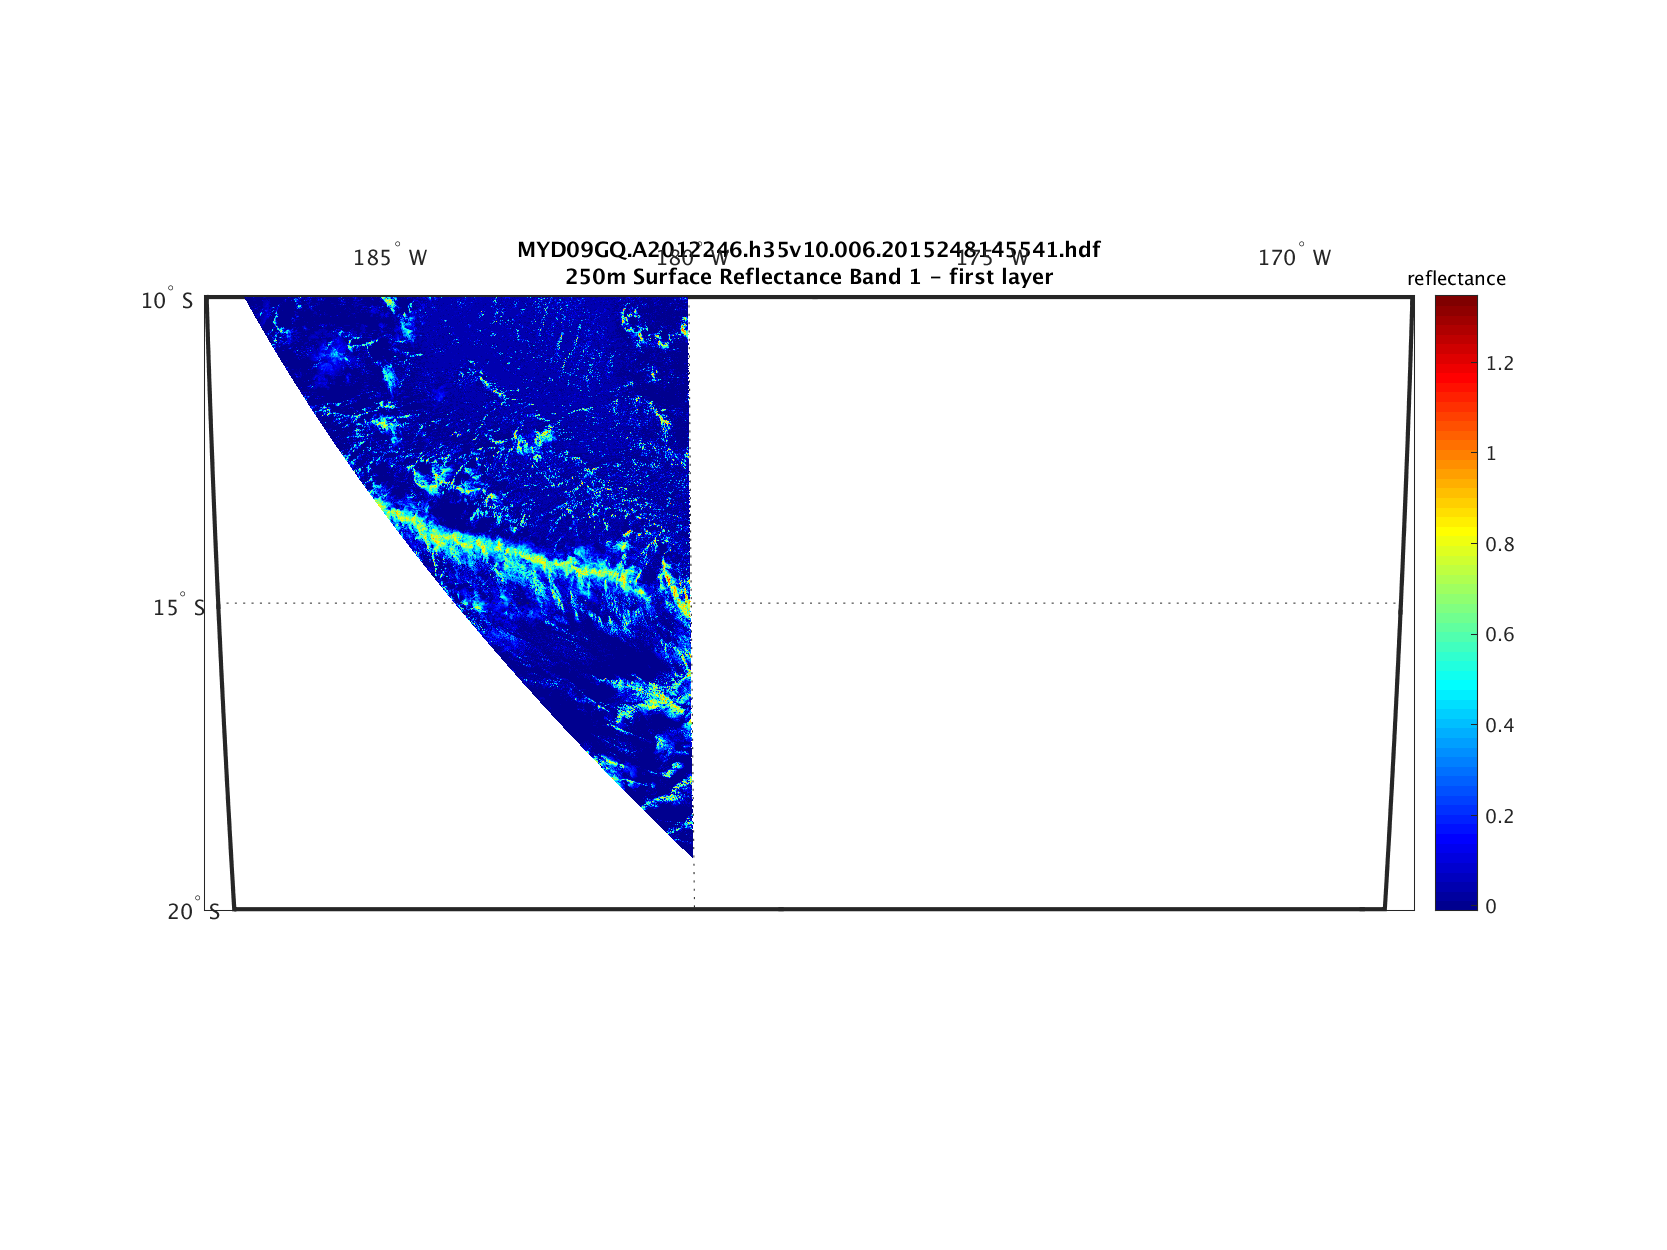 MYD09GQ.A2012246.h35v10.006.2015248145541.hdf
185° W 180° W 175° W 170° W
250m Surface Reflectance Band 1 - first layer
reflectance
10° S
15° S
20° S
1.2
1
0.8
0.6
0.4
0.2
0